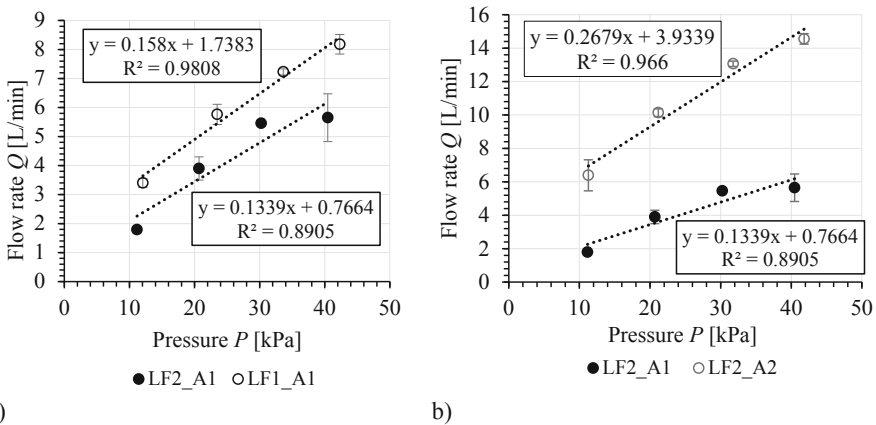 9
8
7
6
5
4
3
2
1
0
Flow rate Q [L/min]
y = 0.158x + 1.7383
R² = 0.9808
y = 0.1339x + 0.7664
R² = 0.8905
0 10 20 30 40 50
Pressure P [kPa]
LF2_A1 LF1_A1
)
16
14
12
10
8
6
4
2
0
Flow rate Q [L/min]
y = 0.2679x + 3.9339
R² = 0.966
y = 0.1339x + 0.7664
R² = 0.8905
0 10 20 30 40 50
Pressure P [kPa]
LF2_A1 LF2_A2
b)